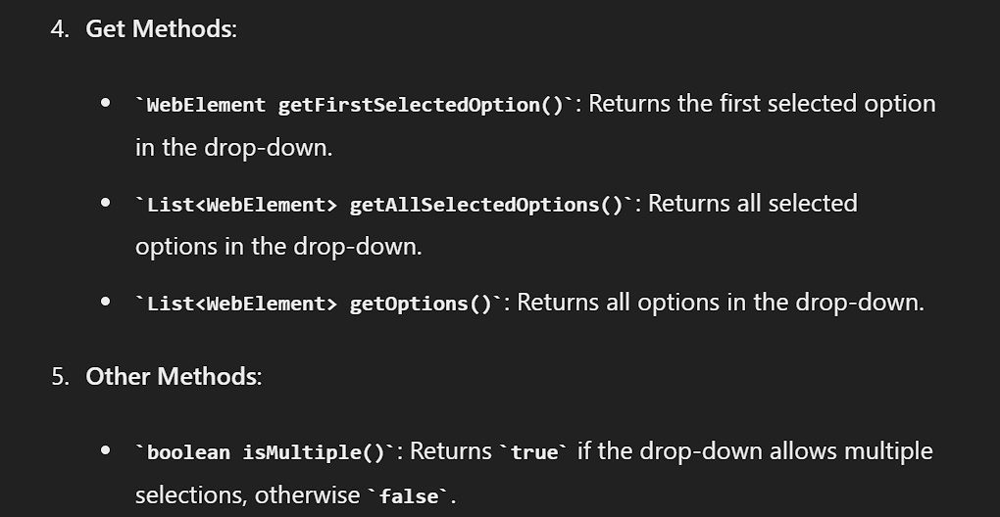 4. Get Methods:
• `WebElement getFirstSelectedOption()`: Returns the first selected option
in the drop-down.
• `List<WebElement> getAllSelectedOptions()`: Returns all selected
options in the drop-down.
• `List<WebElement> getOptions()`: Returns all options in the drop-down.
5. Other Methods:
• `boolean isMultiple()`: Returns `true` if the drop-down allows multiple
selections, otherwise `false`.